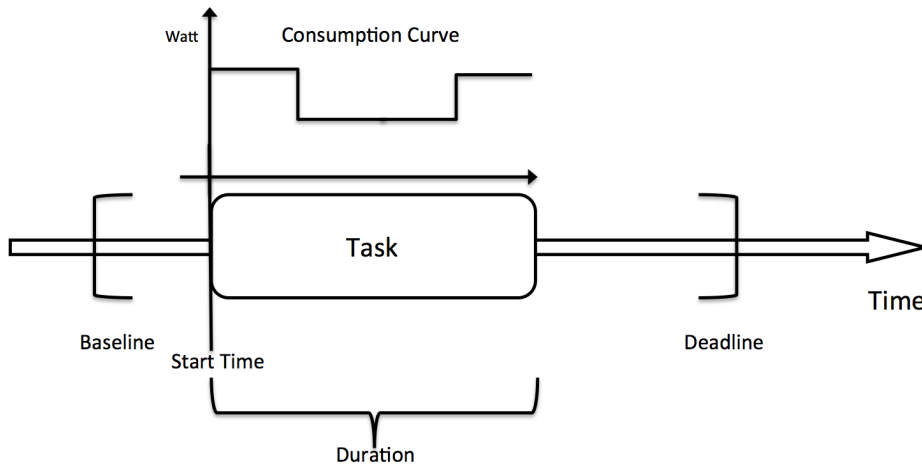 Watt
Consumption Curve
Task
Time
Baseline
Deadline
Start Time
Duration